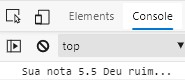 Elements Console
top
Sua nota 5.5 Deu ruim...